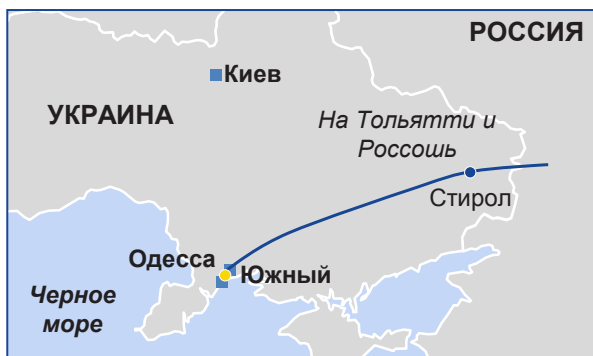 РОССИЯ
Киев
УКРАИНА
На Тольятти и
Россошь
Стирол
Одесса
Южный
Черное
море